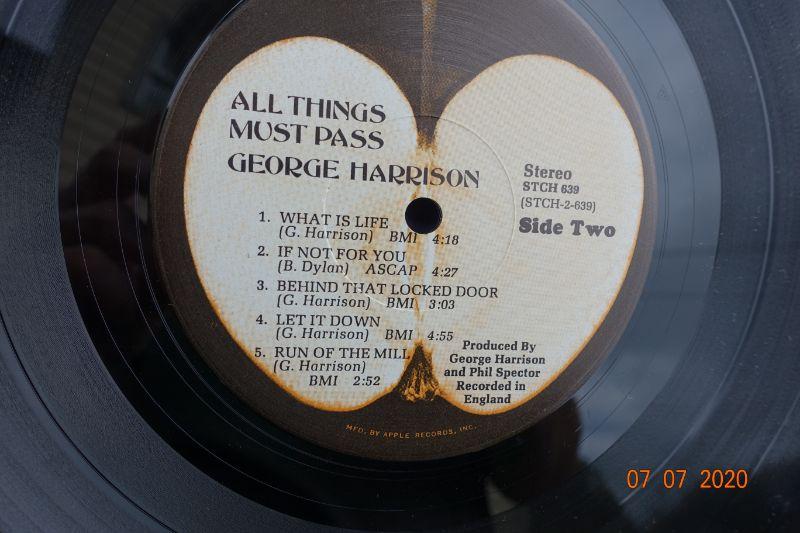 ALL THINGS
MUST PASS
GEORGE HARRISON
Stereo
STCH 639
(STCH-2-639)
Side Two
1. WHAT IS LIFE
(G. Harrison) BMI 4:18
2. IF NOT FOR YOU
(B. Dylan) ASCAP 4:27
3. BEHIND THAT LOCKED DOOR
(G. Harrison) BMI 3:03
4. LET IT DOWN
(G. Harrison) BMI 4:55
5. RUN OF THE MILL
(G. Harrison)
BMI 2:52
Produced By
George Harrison
and Phil Spector
Recorded in
England
MFD. BY APPLE RECORDS, INC.
07 07 2020